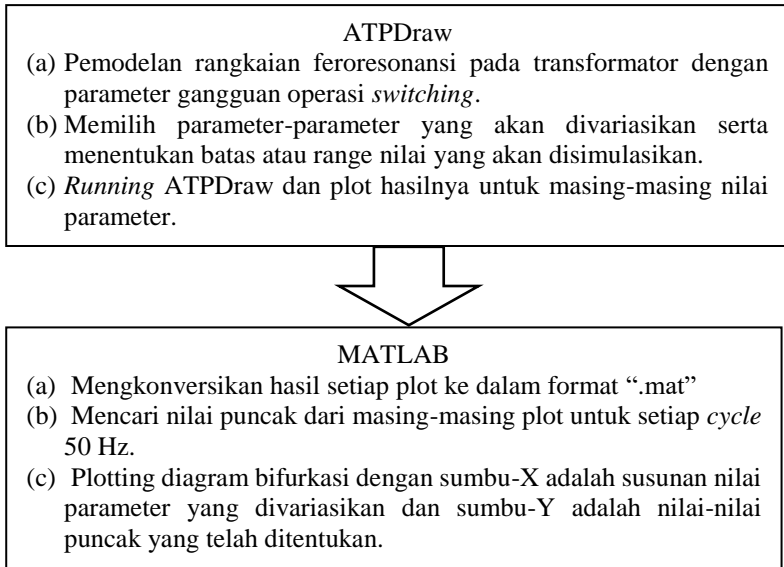 ATPDraw
(a) Pemodelan rangkaian feroresonansi pada transformator dengan
parameter gangguan operasi switching.
(b) Memilih parameter-parameter yang akan divariasikan serta
menentukan batas atau range nilai yang akan disimulasikan.
(c) Running ATPDraw dan plot hasilnya untuk masing-masing nilai
parameter.
MATLAB
(a) Mengkonversikan hasil setiap plot ke dalam format “.mat”
(b) Mencari nilai puncak dari masing-masing plot untuk setiap cycle
50 Hz.
(c) Plotting diagram bifurkasi dengan sumbu-X adalah susunan nilai
parameter yang divariasikan dan sumbu-Y adalah nilai-nilai
puncak yang telah ditentukan.